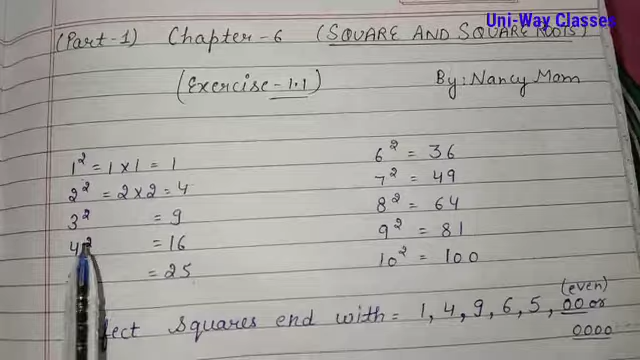 Uni-Way Classes
(Part-1) Chapter-6 (SQUARE AND SQUARE ROOTS)
(Exercise-1.1) By: Nancy Mam
1² = 1 × 1 = 1
2² = 2 × 2 = 4
3² = 9
4² = 16
= 25
6² = 36
7² = 49
8² = 64
9² = 81
10² = 100
fect squares end with = 1, 4, 9, 6, 5, 00 or
(even)
0000